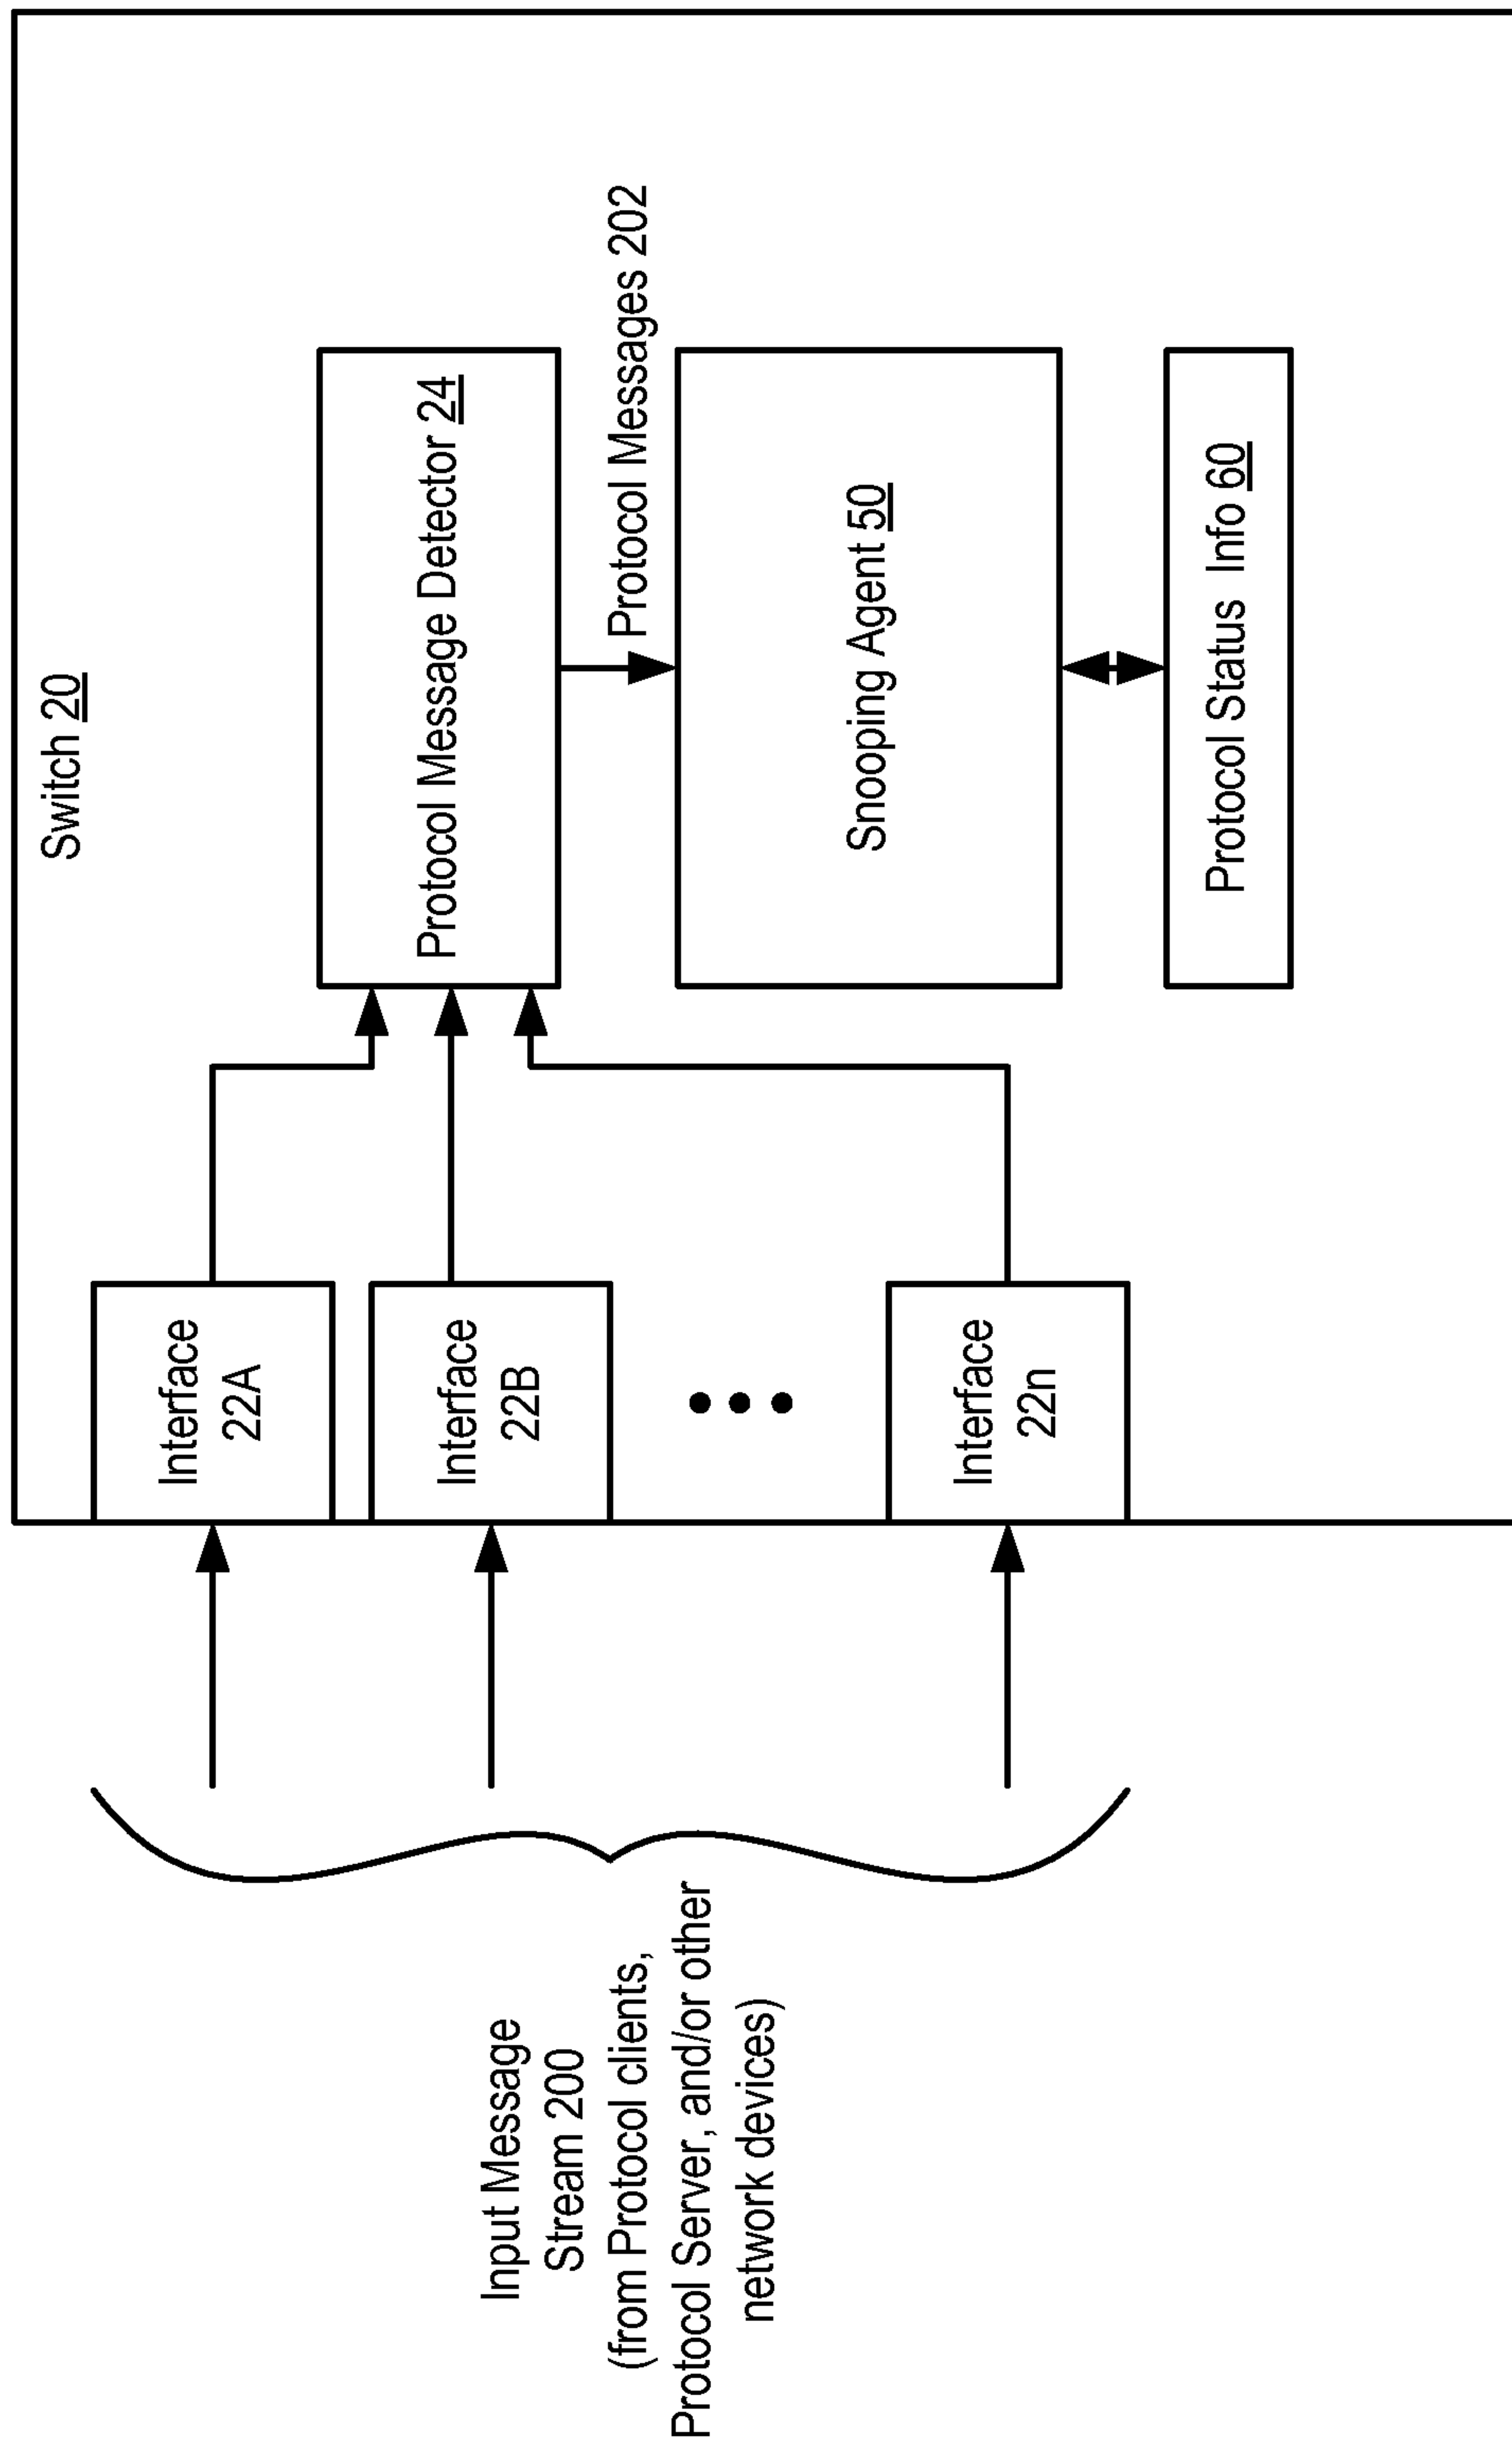 Switch 20
Interface
22A
Interface
22B
Interface
22n
Protocol Message Detector 24
Protocol Messages 202
Snooping Agent 50
Protocol Status Info 60
Input Message
Stream 200
(from Protocol clients,
Protocol Server, and/or other
network devices)